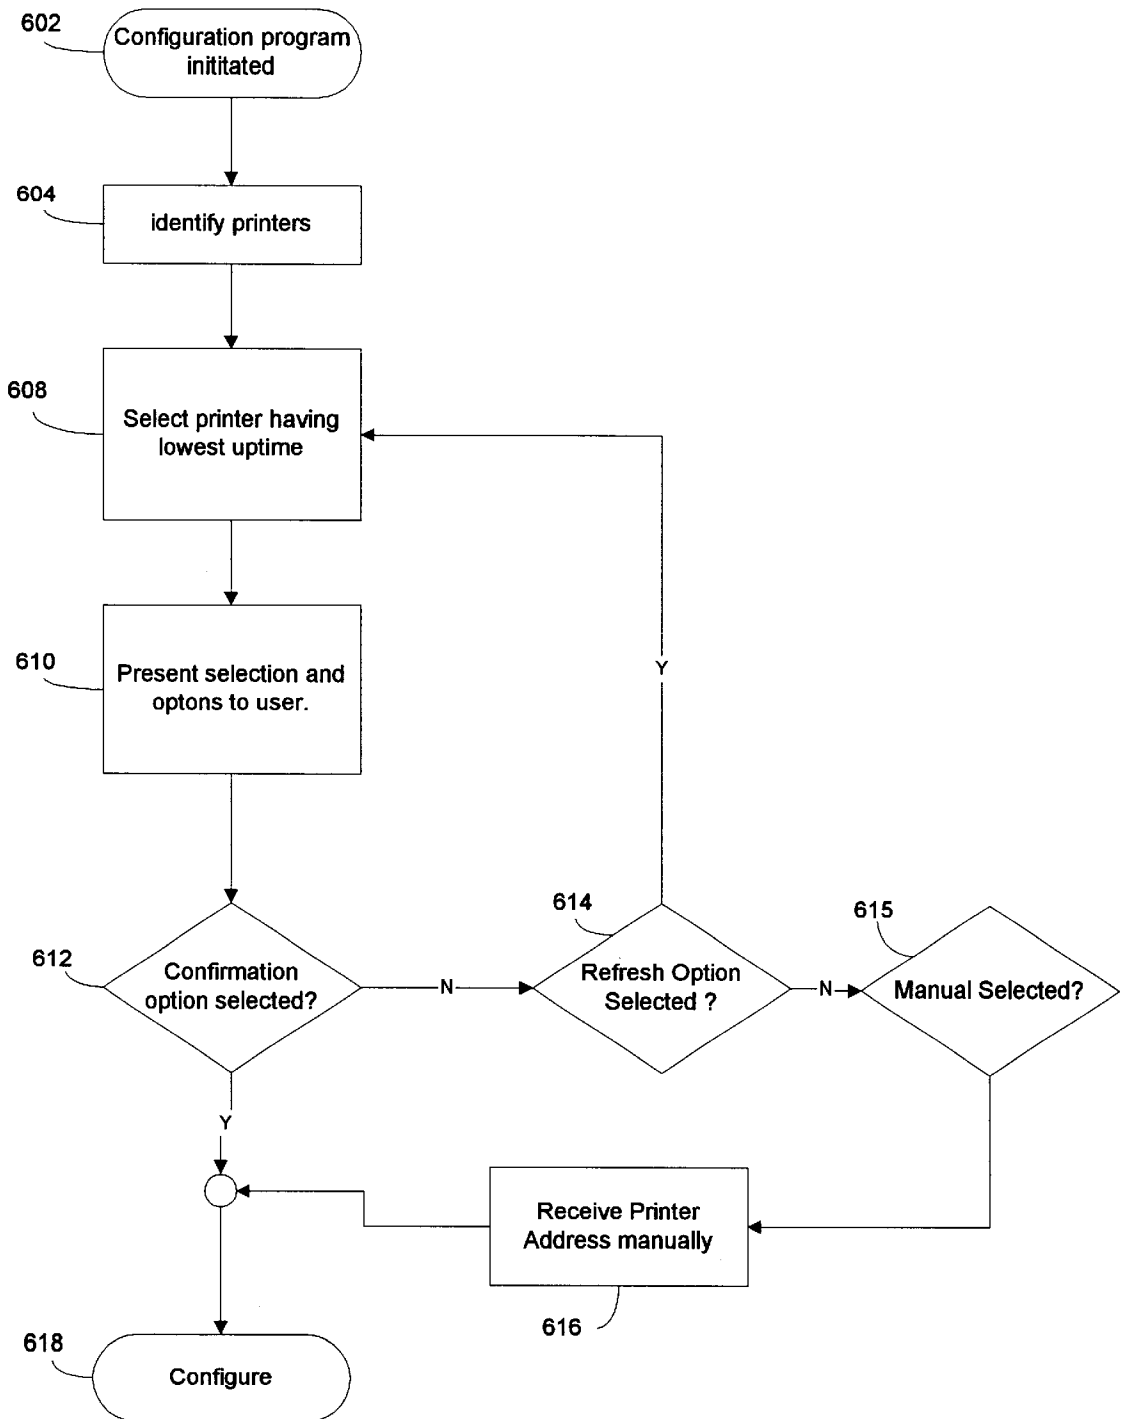 602
Configuration program
inititated
604
identify printers
608
Select printer having
lowest uptime
610
Present selection and
optons to user.
Y
612
Confirmation
option selected?
N
614
Refresh Option
Selected ?
N
615
Manual Selected?
Y
Receive Printer
Address manually
616
618
Configure